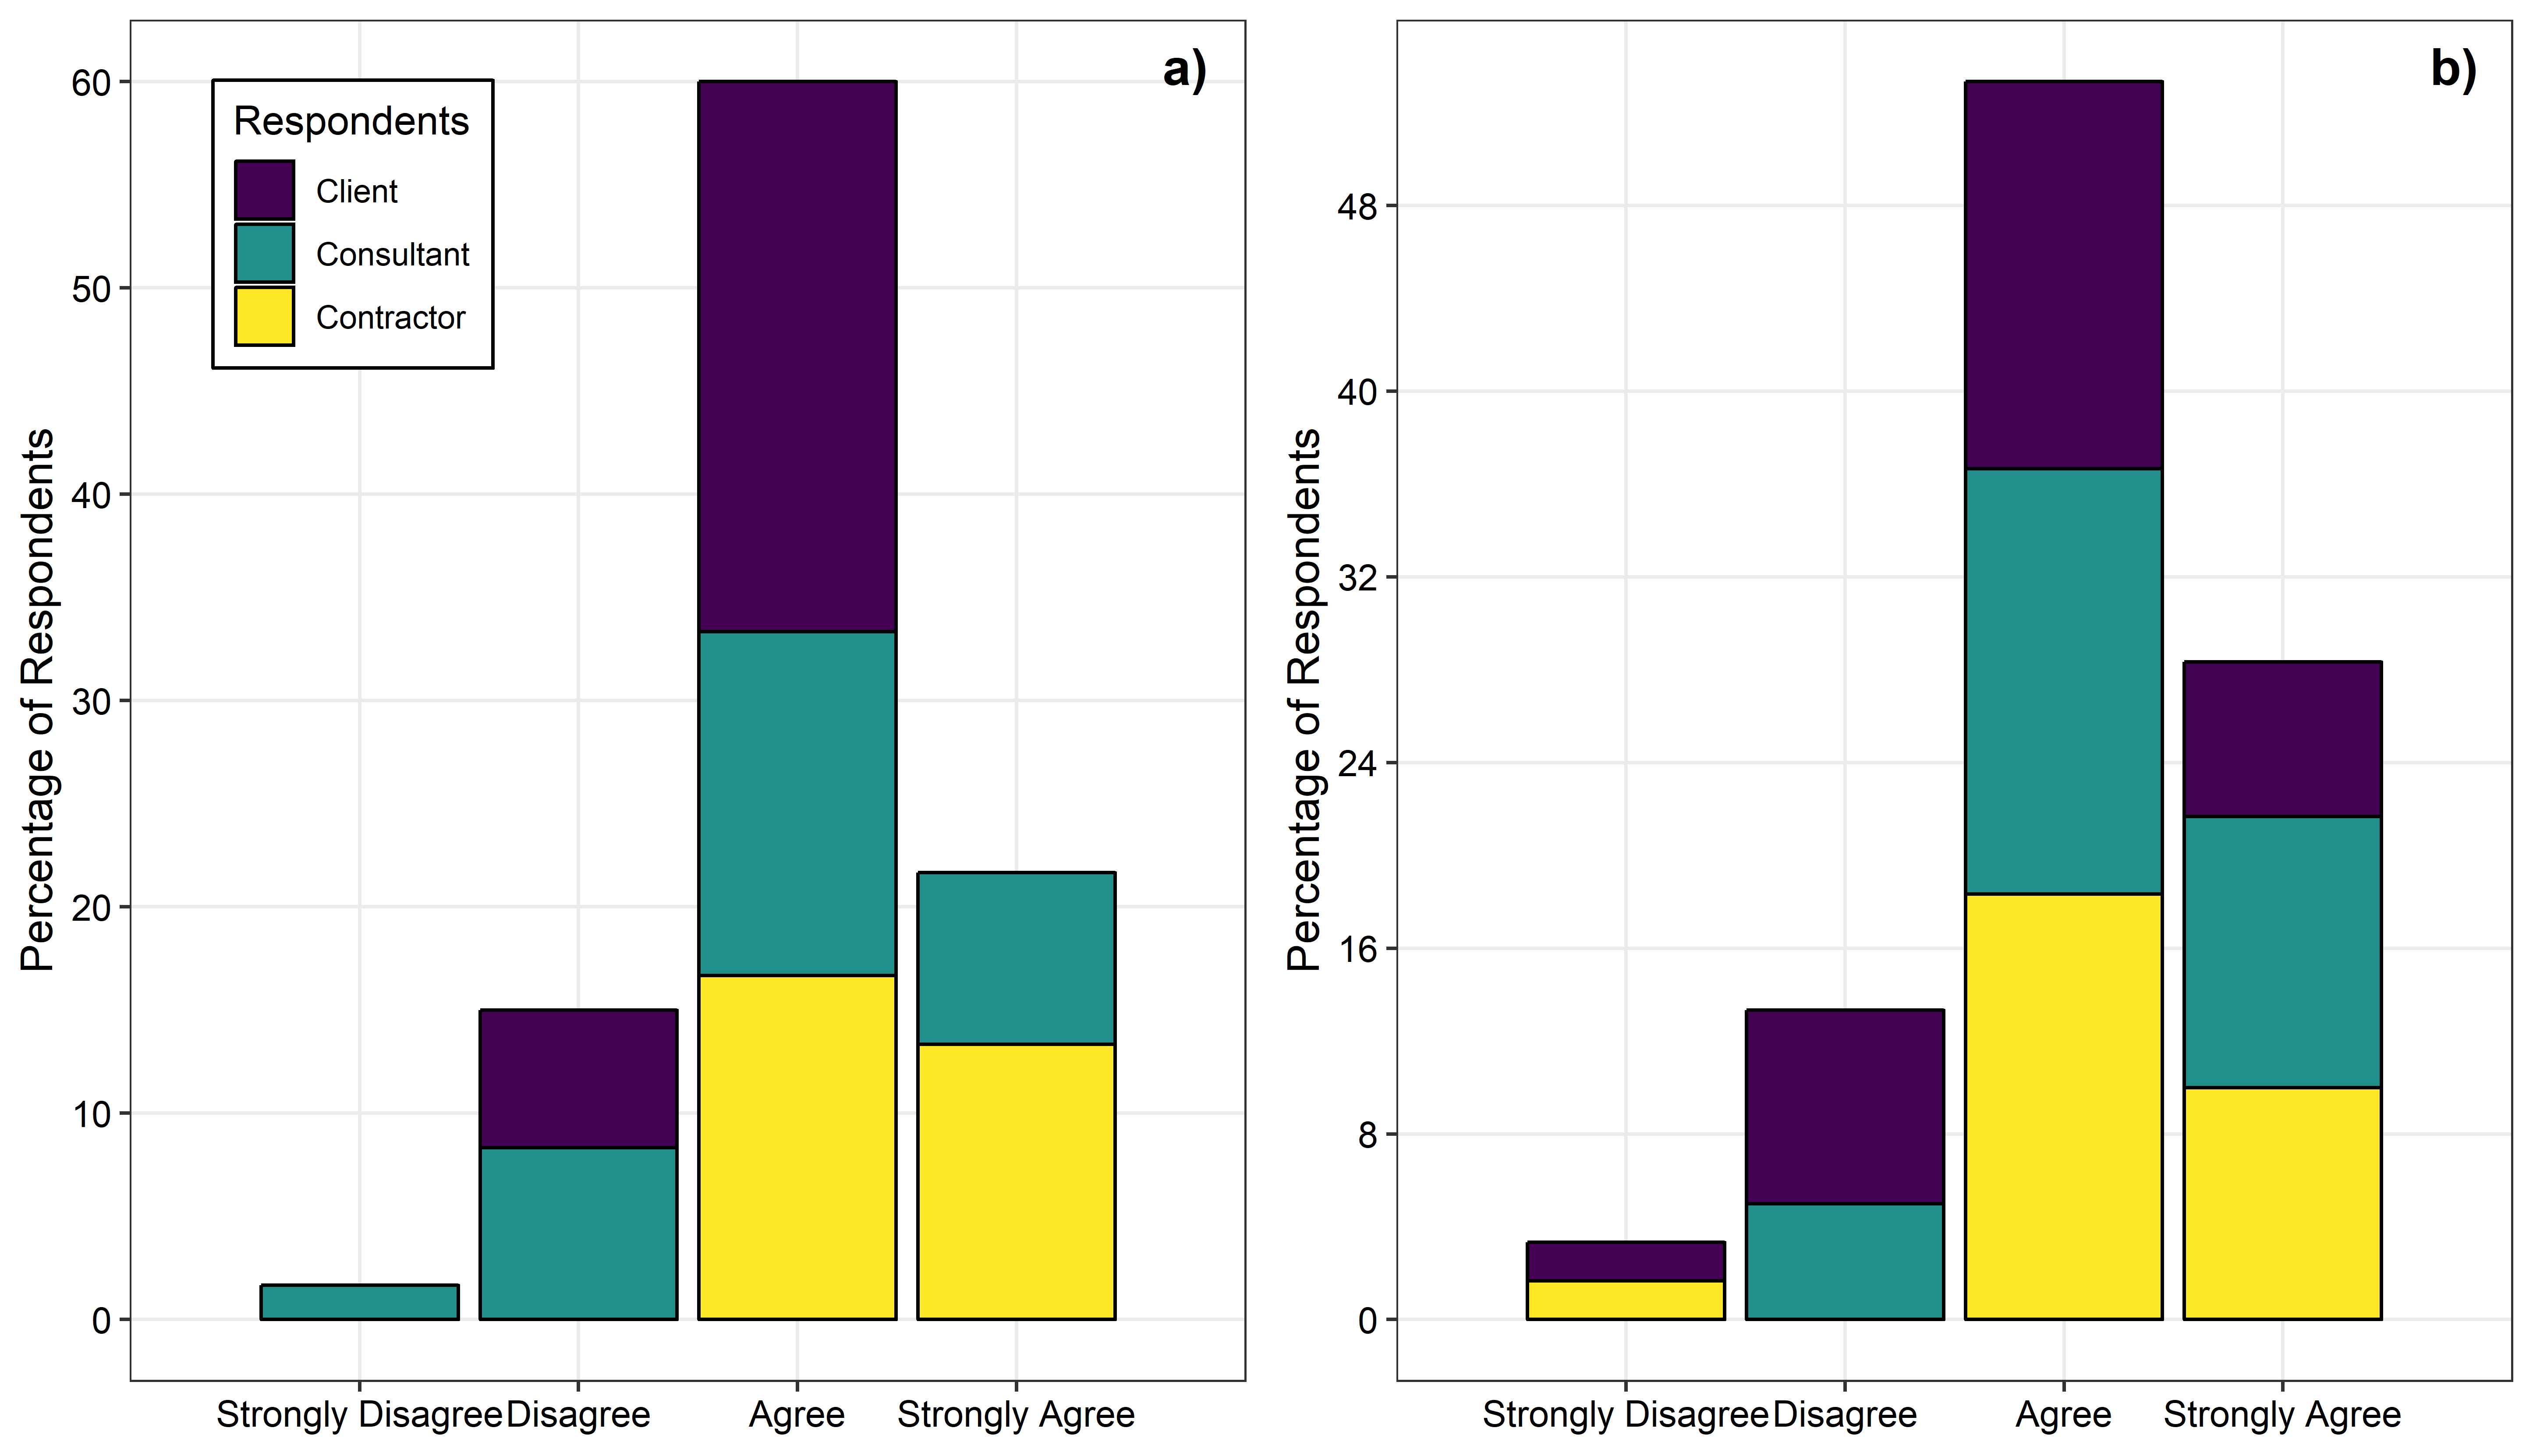 a)
Respondents
Client
Consultant
Contractor
Percentage of Respondents
60
50
40
30
20
10
0
Strongly Disagree Disagree Agree Strongly Agree
b)
Percentage of Respondents
48
40
32
24
16
8
0
Strongly Disagree Disagree Agree Strongly Agree